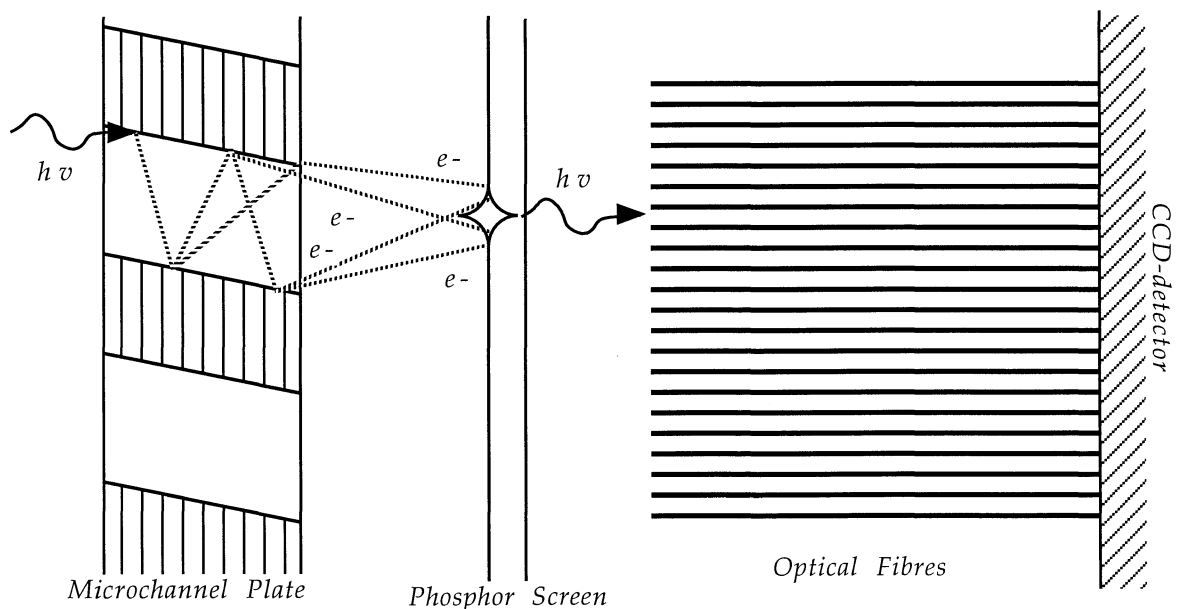 h ν
e-
e-
e-
e-
h ν
CCD-detector
Microchannel Plate
Phosphor Screen
Optical Fibres